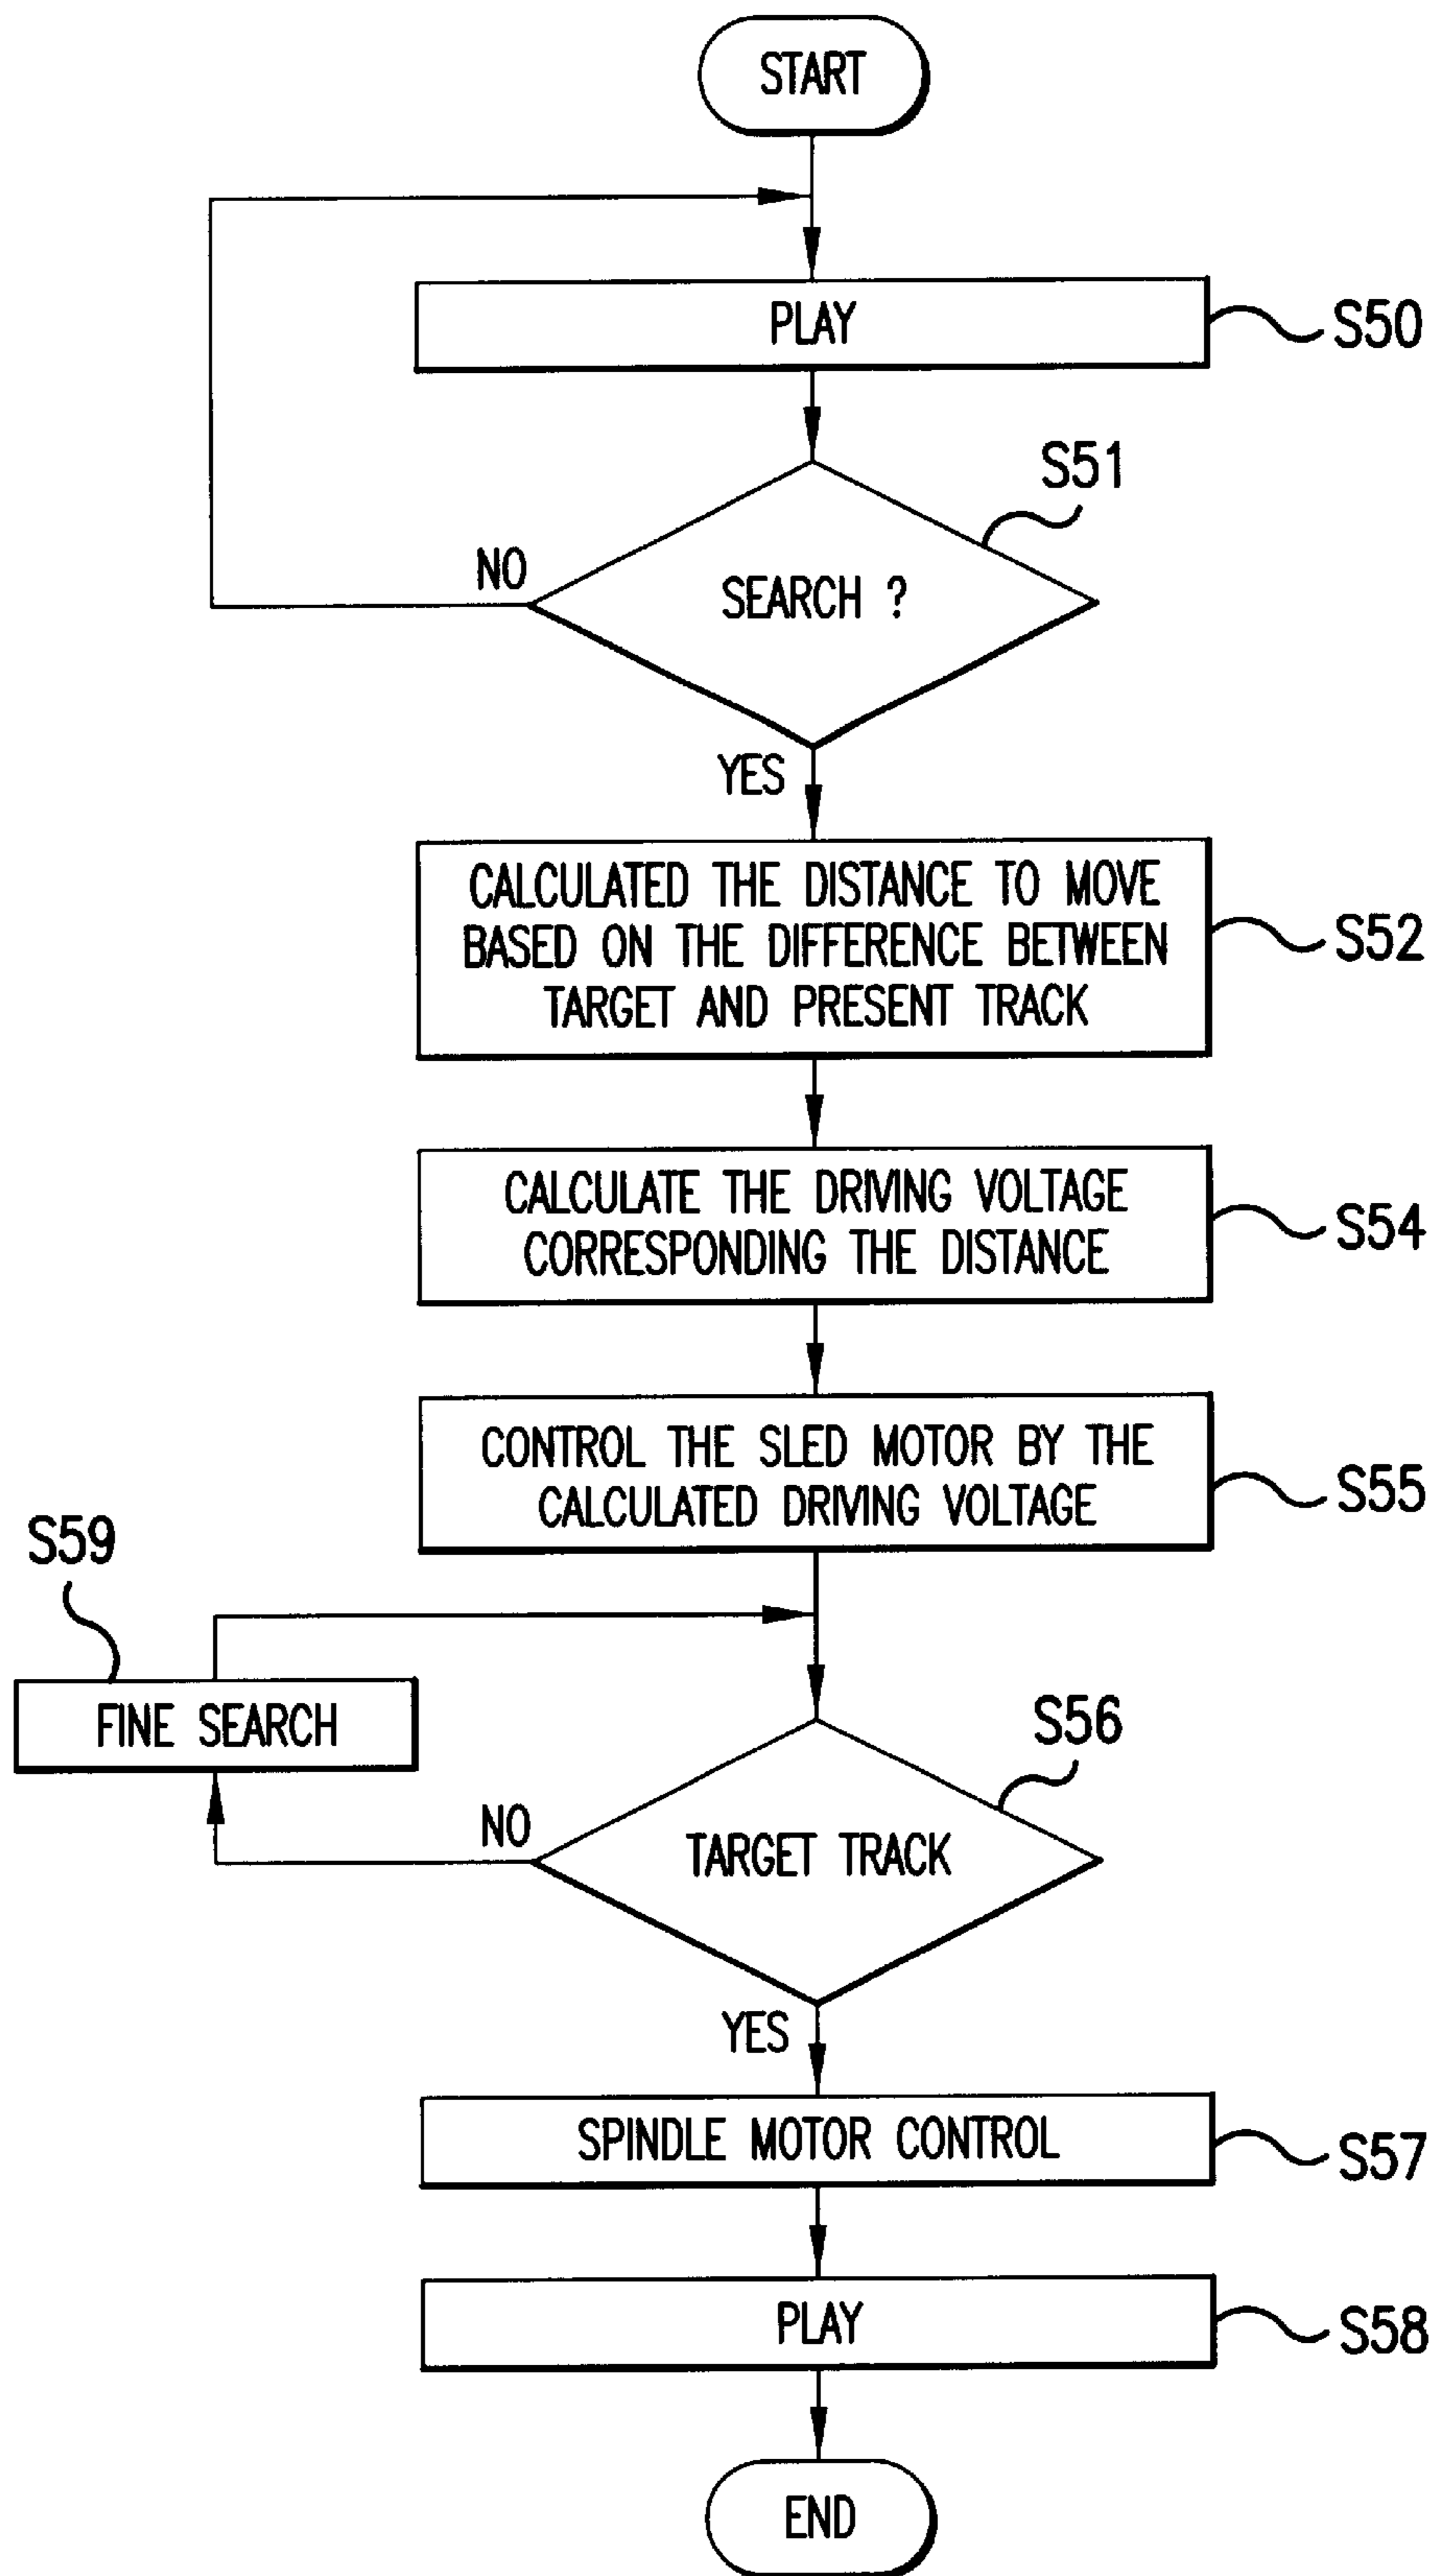 START
PLAY
S50
S51
NO
SEARCH ?
YES
CALCULATED THE DISTANCE TO MOVE
BASED ON THE DIFFERENCE BETWEEN
TARGET AND PRESENT TRACK
S52
CALCULATE THE DRIVING VOLTAGE
CORRESPONDING THE DISTANCE
S54
CONTROL THE SLED MOTOR BY THE
CALCULATED DRIVING VOLTAGE
S55
S59
FINE SEARCH
S56
NO
TARGET TRACK
YES
SPINDLE MOTOR CONTROL
S57
PLAY
S58
END